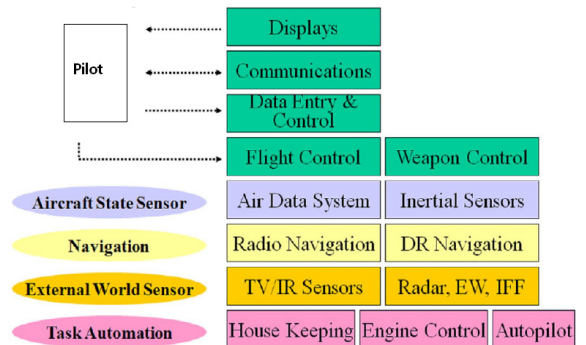 Displays
Pilot
Communications
Data Entry &
Control
Flight Control
Weapon Control
Aircraft State Sensor
Air Data System
Inertial Sensors
Navigation
Radio Navigation
DR Navigation
External World Sensor
TV/IR Sensors
Radar, EW, IFF
Task Automation
House Keeping
Engine Control
Autopilot